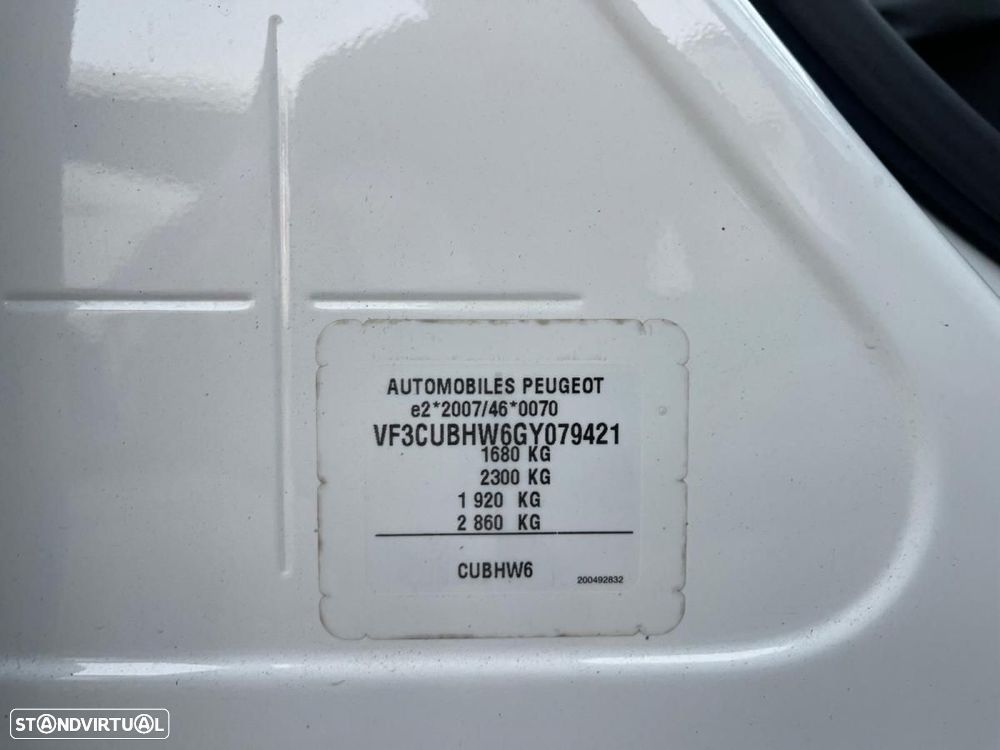 AUTOMOBILES PEUGEOT
e2*2007/46*0070
VF3CUBHW6GY079421
1680 KG
2300 KG
1 920 KG
2 860 KG
CUBHW6
200492832
STANDVIRTUAL